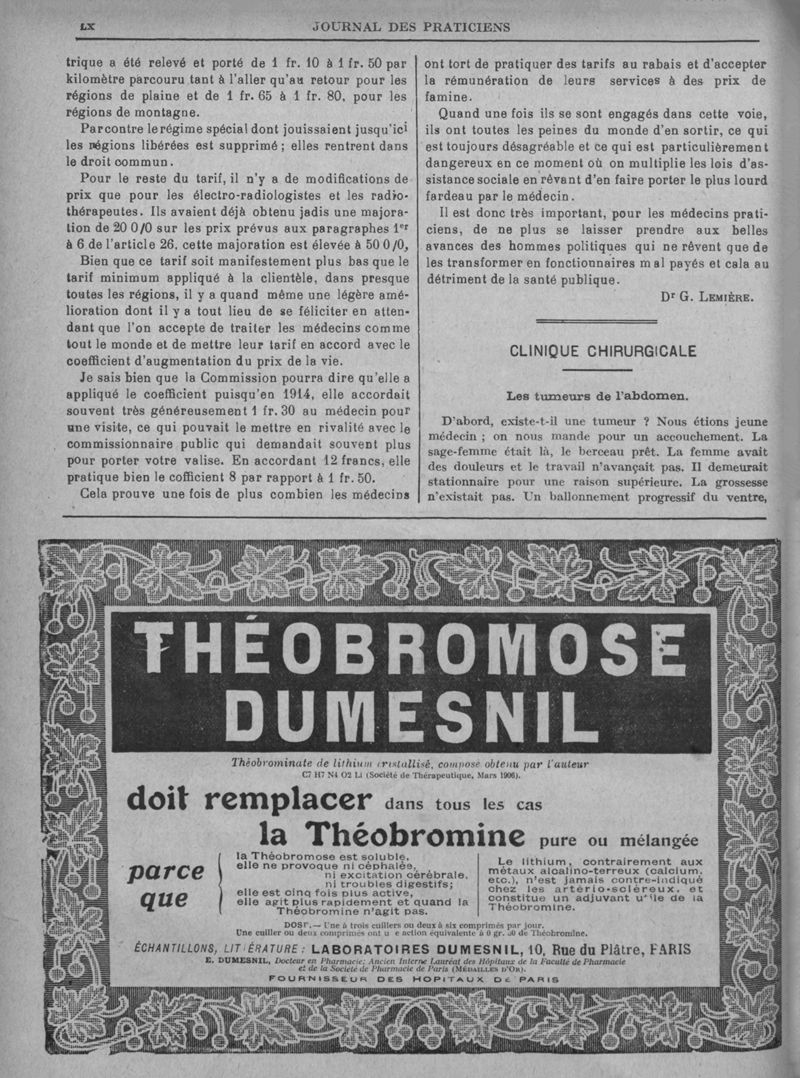 LX
JOURNAL DES PRATICIENS
trique a été relevé et porté de 1 fr. 10 à 1 fr. 50 par
kilomètre parcouru tant à l'aller qu'au retour pour les
régions de plaine et de 1 fr. 65 à 1 fr. 80, pour les
régions de montagne.
Par contre le régime spécial dont jouissaient jusqu'ici
les régions libérées est supprimé ; elles rentrent dans
le droit commun.
Pour le reste du tarif, il n'y a de modifications de
prix que pour les électro-radiologistes et les radio-
thérapeutes. Ils avaient déjà obtenu jadis une majora-
tion de 20 0/0 sur les prix prévus aux paragraphes 1er
à 6 de l'article 26, cette majoration est élevée à 50 0/0,
Bien que ce tarif soit manifestement plus bas que le
tarif minimum appliqué à la clientèle, dans presque
toutes les régions, il y a quand même une légère amé-
lioration dont il y a tout lieu de se féliciter en atten-
dant que l'on accepte de traiter les médecins comme
tout le monde et de mettre leur tarif en accord avec le
coefficient d'augmentation du prix de la vie.
Je sais bien que la Commission pourra dire qu'elle a
appliqué le coefficient puisqu'en 1914, elle accordait
souvent très généreusement 1 fr. 30 au médecin pour
une visite, ce qui pouvait le mettre en rivalité avec le
commissionnaire public qui demandait souvent plus
pour porter votre valise. En accordant 12 francs, elle
pratique bien le cofficient 8 par rapport à 1 fr. 50.
Cela prouve une fois de plus combien les médecins
ont tort de pratiquer des tarifs au rabais et d'accepter
la rémunération de leurs services à des prix de
famine.
Quand une fois ils se sont engagés dans cette voie,
ils ont toutes les peines du monde d'en sortir, ce qui
est toujours désagréable et ce qui est particulièrement
dangereux en ce moment où on multiplie les lois d'as-
sistance sociale en rêvant d'en faire porter le plus lourd
fardeau par le médecin.
Il est donc très important, pour les médecins prati-
ciens, de ne plus se laisser prendre aux belles
avances des hommes politiques qui ne rêvent que de
les transformer en fonctionnaires mal payés et cala au
détriment de la santé publique.
Dr G. LEMIÈRE.
CLINIQUE CHIRURGICALE
Les tumeurs de l'abdomen.
D'abord, existe-t-il une tumeur ? Nous étions jeune
médecin ; on nous mande pour un accouchement. La
sage-femme était là, le berceau prêt. La femme avait
des douleurs et le travail n'avançait pas. Il demeurait
stationnaire pour une raison supérieure. La grossesse
n'existait pas. Un ballonnement progressif du ventre,
THÉOBROMOSE
DUMESNIL
Théobrominate de lithium cristallisé, composé obtenu par l'auteur
C7 H7 N4 O2 Li (Société de Thérapeutique, Mars 1906).
doit remplacer dans tous les cas
la Théobromine pure ou mélangée
parce
que
la Théobromose est soluble,
elle ne provoque ni céphalée,
ni excitation cérébrale,
ni troubles digestifs;
elle est cinq fois plus active,
elle agit plus rapidement et quand la
Théobromine n'agit pas.
Le lithium, contrairement aux
métaux alcalino-terreux (calcium,
etc.), n'est jamais contre-indiqué
chez les artério-scléreux, et
constitue un adjuvant utile de la
Théobromine.
DOSE. — Une à trois cuillers ou deux à six comprimés par jour.
Une cuiller ou deux comprimés ont une action équivalente à 0 gr. 50 de Théobromine.
ÉCHANTILLONS, LITTÉRATURE : LABORATOIRES DUMESNIL, 10, Rue du Plâtre, PARIS
E. DUMESNIL, Docteur en Pharmacie; Ancien Interne Lauréat des Hôpitaux de la Faculté de Pharmacie
et de la Société de Pharmacie de Paris (MÉDAILLES D'OR).
FOURNISSEUR DES HOPITAUX DE PARIS